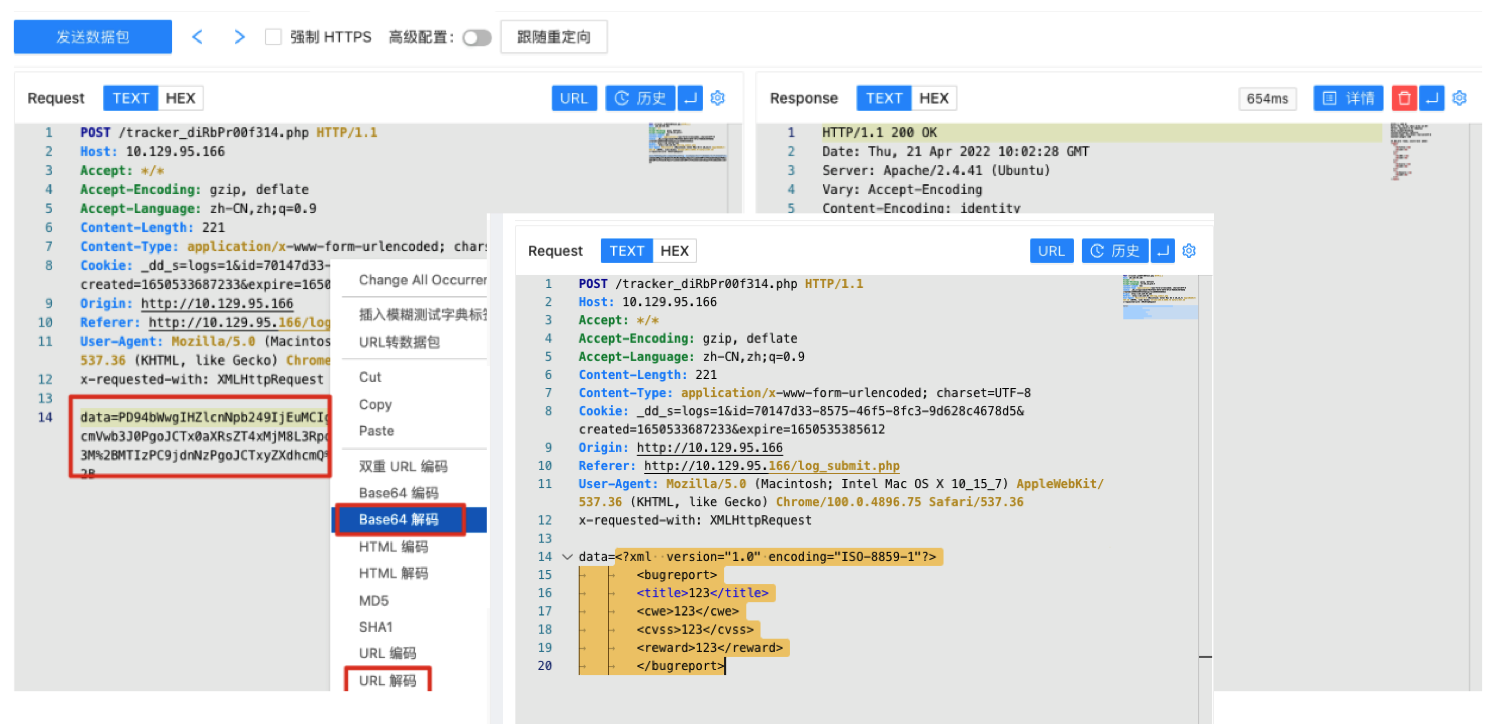 发送数据包 < > 强制 HTTPS 高级配置: 跟随重定向
Request TEXT HEX URL 历史
1 POST /tracker_diRbPr00f314.php HTTP/1.1
2 Host: 10.129.95.166
3 Accept: */*
4 Accept-Encoding: gzip, deflate
5 Accept-Language: zh-CN,zh;q=0.9
6 Content-Length: 221
7 Content-Type: application/x-www-form-urlencoded; chars
8 Cookie: _dd_s=logs=1&id=70147d33-
created=1650533687233&expire=1650
9 Origin: http://10.129.95.166
10 Referer: http://10.129.95.166/log
11 User-Agent: Mozilla/5.0 (Macintos
537.36 (KHTML, like Gecko) Chrome
12 x-requested-with: XMLHttpRequest
13
14 data=PD94bWwgIHZlcnNpb249IjEuMCIg
cmVwb3J0PgoJCTx0aXRsZT4xMjM8L3Rpd
3M%2BMTIzPC9jdnNzPgoJCTxyZXdhcmQ%
2B
Change All Occurren
插入模糊测试字典标签
URL转数据包
Cut
Copy
Paste
双重 URL 编码
Base64 编码
Base64 解码
HTML 编码
HTML 解码
MD5
SHA1
URL 编码
URL 解码
Response TEXT HEX 654ms 详情
1 HTTP/1.1 200 OK
2 Date: Thu, 21 Apr 2022 10:02:28 GMT
3 Server: Apache/2.4.41 (Ubuntu)
4 Vary: Accept-Encoding
5 Content-Encoding: identity
Request TEXT HEX URL 历史
1 POST /tracker_diRbPr00f314.php HTTP/1.1
2 Host: 10.129.95.166
3 Accept: */*
4 Accept-Encoding: gzip, deflate
5 Accept-Language: zh-CN,zh;q=0.9
6 Content-Length: 221
7 Content-Type: application/x-www-form-urlencoded; charset=UTF-8
8 Cookie: _dd_s=logs=1&id=70147d33-8575-46f5-8fc3-9d628c4678d5&
created=1650533687233&expire=1650535385612
9 Origin: http://10.129.95.166
10 Referer: http://10.129.95.166/log_submit.php
11 User-Agent: Mozilla/5.0 (Macintosh; Intel Mac OS X 10_15_7) AppleWebKit/
537.36 (KHTML, like Gecko) Chrome/100.0.4896.75 Safari/537.36
12 x-requested-with: XMLHttpRequest
13
14 data=<?xml  version="1.0" encoding="ISO-8859-1"?>
15 <bugreport>
16 <title>123</title>
17 <cwe>123</cwe>
18 <cvss>123</cvss>
19 <reward>123</reward>
20 </bugreport>